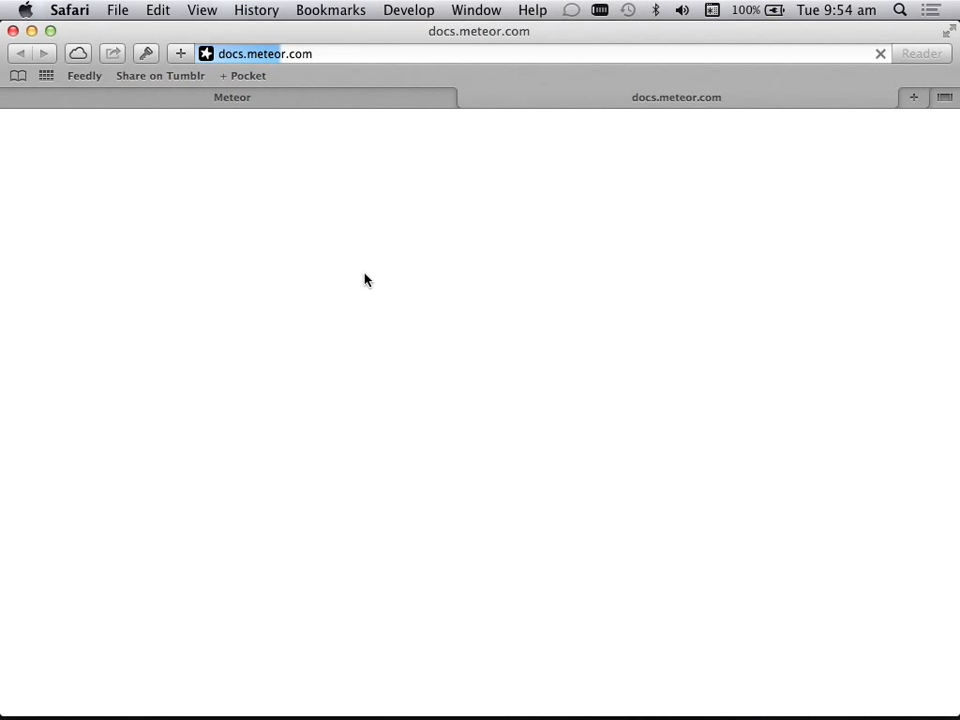 Safari File Edit View History Bookmarks Develop Window Help 100% Tue 9:54 am
docs.meteor.com
docs.meteor.com Reader
Feedly Share on Tumblr + Pocket
Meteor docs.meteor.com